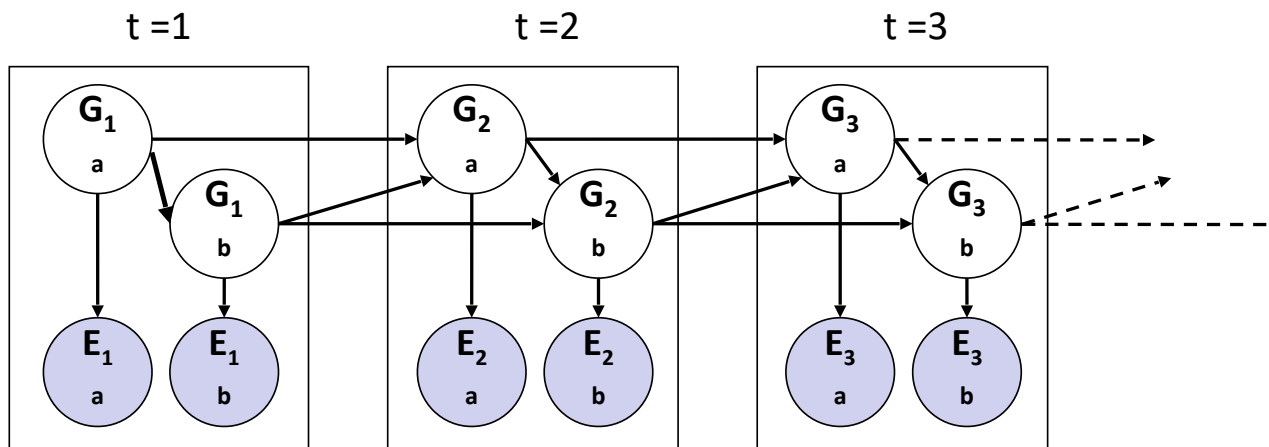 t =1 t =2 t =3
G₁ G₂ G₃
a a a
G₁ G₂ G₃
b b b
E₁ E₁ E₂ E₂ E₃ E₃
a b a b a b